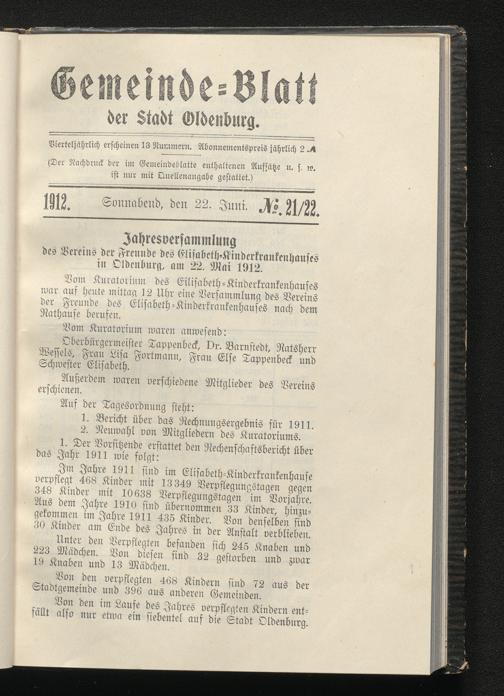 Gemeinde=Blatt
der Stadt Oldenburg.
Vierteljährlich erscheinen 13 Nummern. Abonnementspreis jährlich 2 ℳ
(Der Nachdruck der im Gemeindeblatte enthaltenen Aufsätze u. s. w.
ist nur mit Quellenangabe gestattet.)
1912. Sonnabend, den 22. Juni. №. 21/22.
Jahresversammlung
des Vereins der Freunde des Elisabeth=Kinderkrankenhauses
in Oldenburg, am 22. Mai 1912.
Vom Kuratorium des Elilisabeth=Kinderkrankenhauses
war auf heute mittag 12 Uhr eine Versammlung des Vereins
der Freunde des Elisabeth=Kinderkrankenhauses nach dem
Rathause berufen.
Vom Kuratorium waren anwesend:
Oberbürgermeister Tappenbeck, Dr. Barnstedt, Ratsherr
Wessels, Frau Lisa Fortmann, Frau Else Tappenbeck und
Schwester Elisabeth.
Außerdem waren verschiedene Mitglieder des Vereins
erschienen.
Auf der Tagesordnung steht:
1. Bericht über das Rechnungsergebnis für 1911.
2. Neuwahl von Mitgliedern des Kuratoriums.
1. Der Vorsitzende erstattet den Rechenschaftsbericht über
das Jahr 1911 wie folgt:
Im Jahre 1911 sind im Elisabeth=Kinderkrankenhause
verpflegt 468 Kinder mit 13349 Verpflegungstagen gegen
348 Kinder mit 10638 Verpflegungstagen im Vorjahre.
Aus dem Jahre 1910 sind übernommen 33 Kinder, hinzu=
gekommen im Jahre 1911 435 Kinder. Von denselben sind
30 Kinder am Ende des Jahres in der Anstalt verblieben.
Unter den Verpflegten befanden sich 245 Knaben und
223 Mädchen. Von diesen sind 32 gestorben und zwar
19 Knaben und 13 Mädchen.
Von den verpflegten 468 Kindern sind 72 aus der
Stadtgemeinde und 396 aus anderen Gemeinden.
Von den im Laufe des Jahres verpflegten Kindern ent=
fällt also nur etwa ein siebentel auf die Stadt Oldenburg.